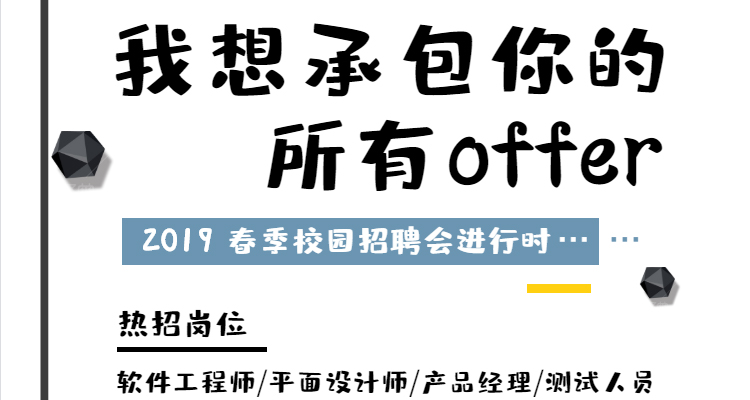 我想承包你的
所有offer
2019 春季校园招聘会进行时… …
热招岗位
软件工程师/平面设计师/产品经理/测试人员